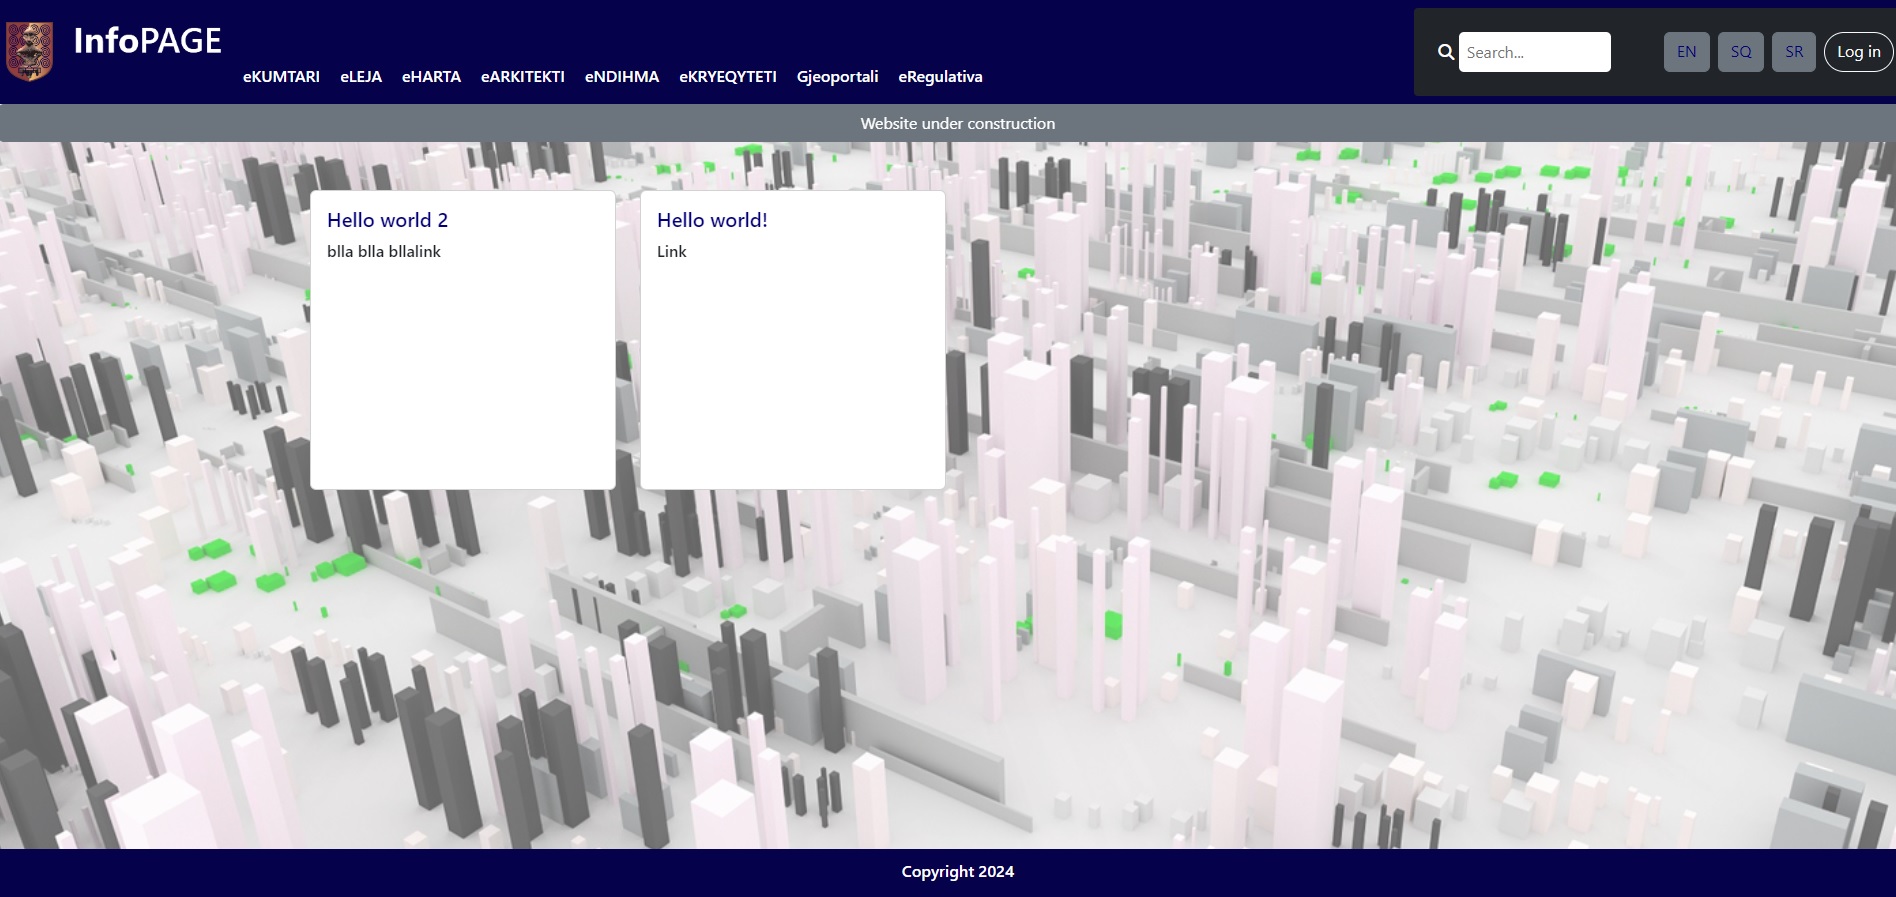 InfoPAGE
eKUMTARI eLEJA eHARTA eARKITEKTI eNDIHMA eKRYEQYTETI Gjeoportali eRegulativa
Search...
EN SQ SR Log in
Website under construction
Hello world 2
blla blla bllalink
Hello world!
Link
Copyright 2024